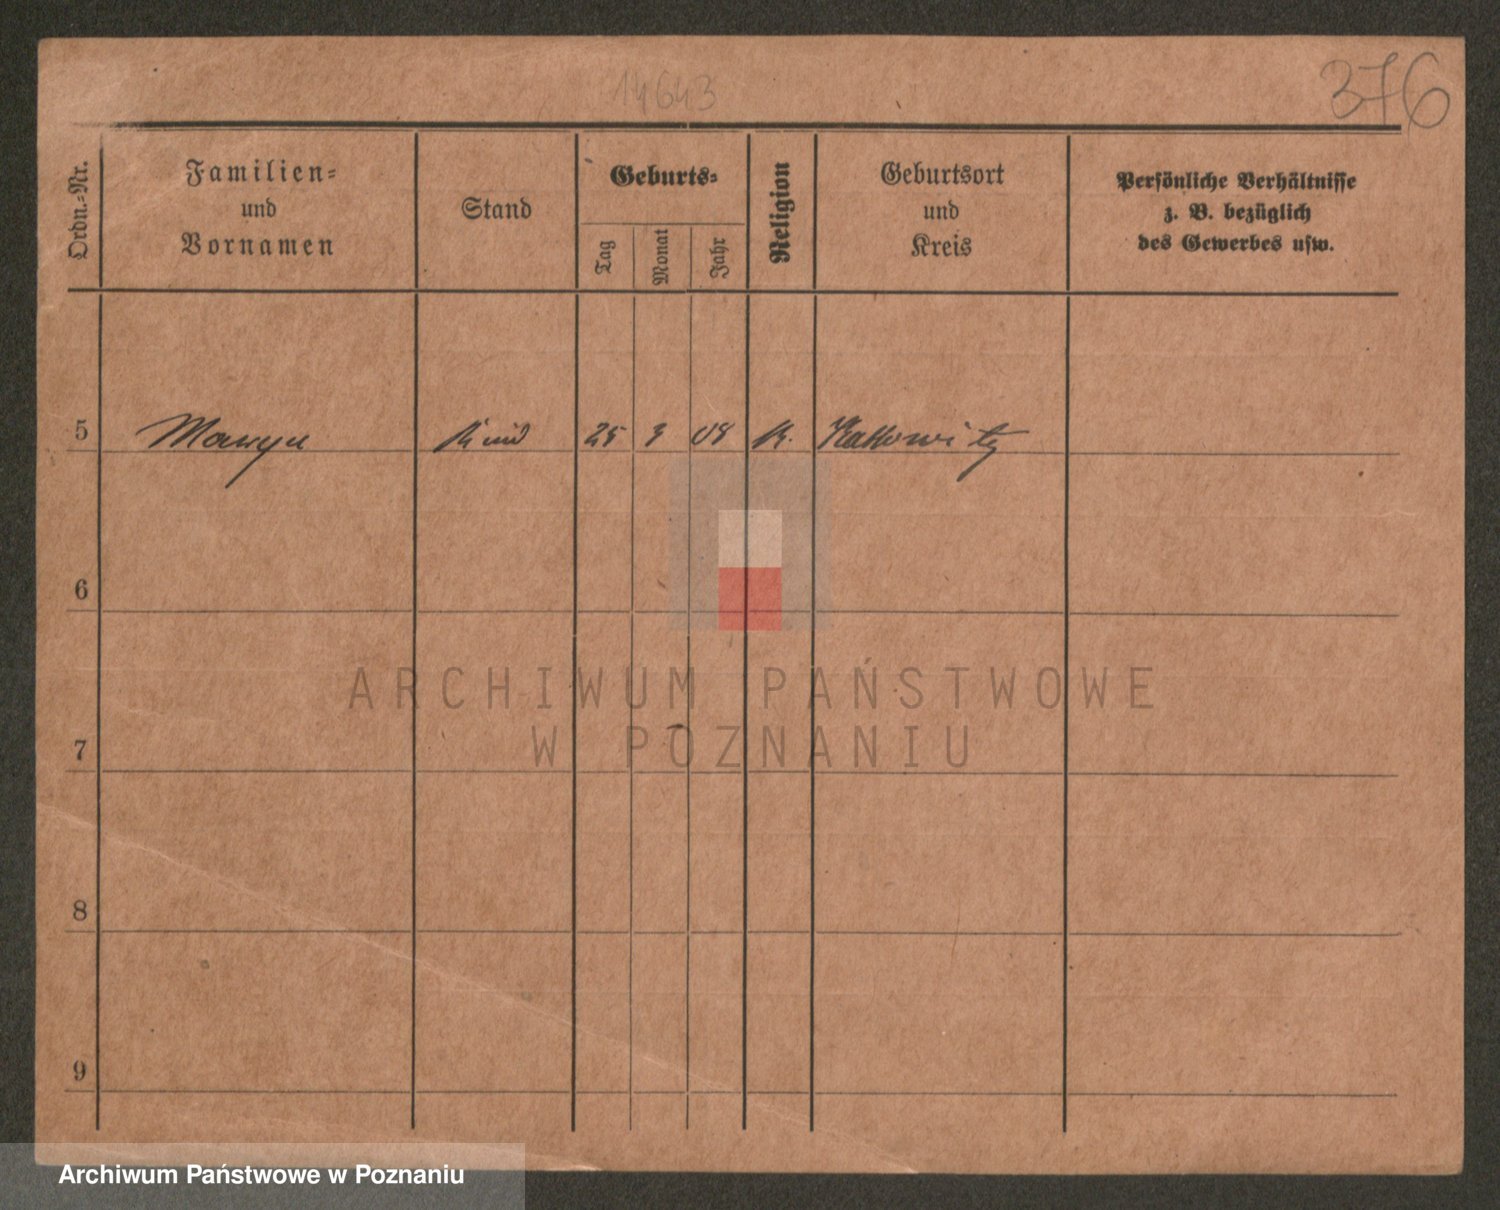 14643
376
Ordn.-Nr.
Familien-
und
Vornamen
Stand
Geburts-
Tag
Monat
Jahr
Religion
Geburtsort
und
Kreis
Persönliche Verhältnisse
z. B. bezüglich
des Gewerbes usw.
5 Kind 25 3 08 K. Kattowitz
6
7
8
9
ARCHIWUM PAŃSTWOWE
W POZNANIU
Archiwum Państwowe w Poznaniu